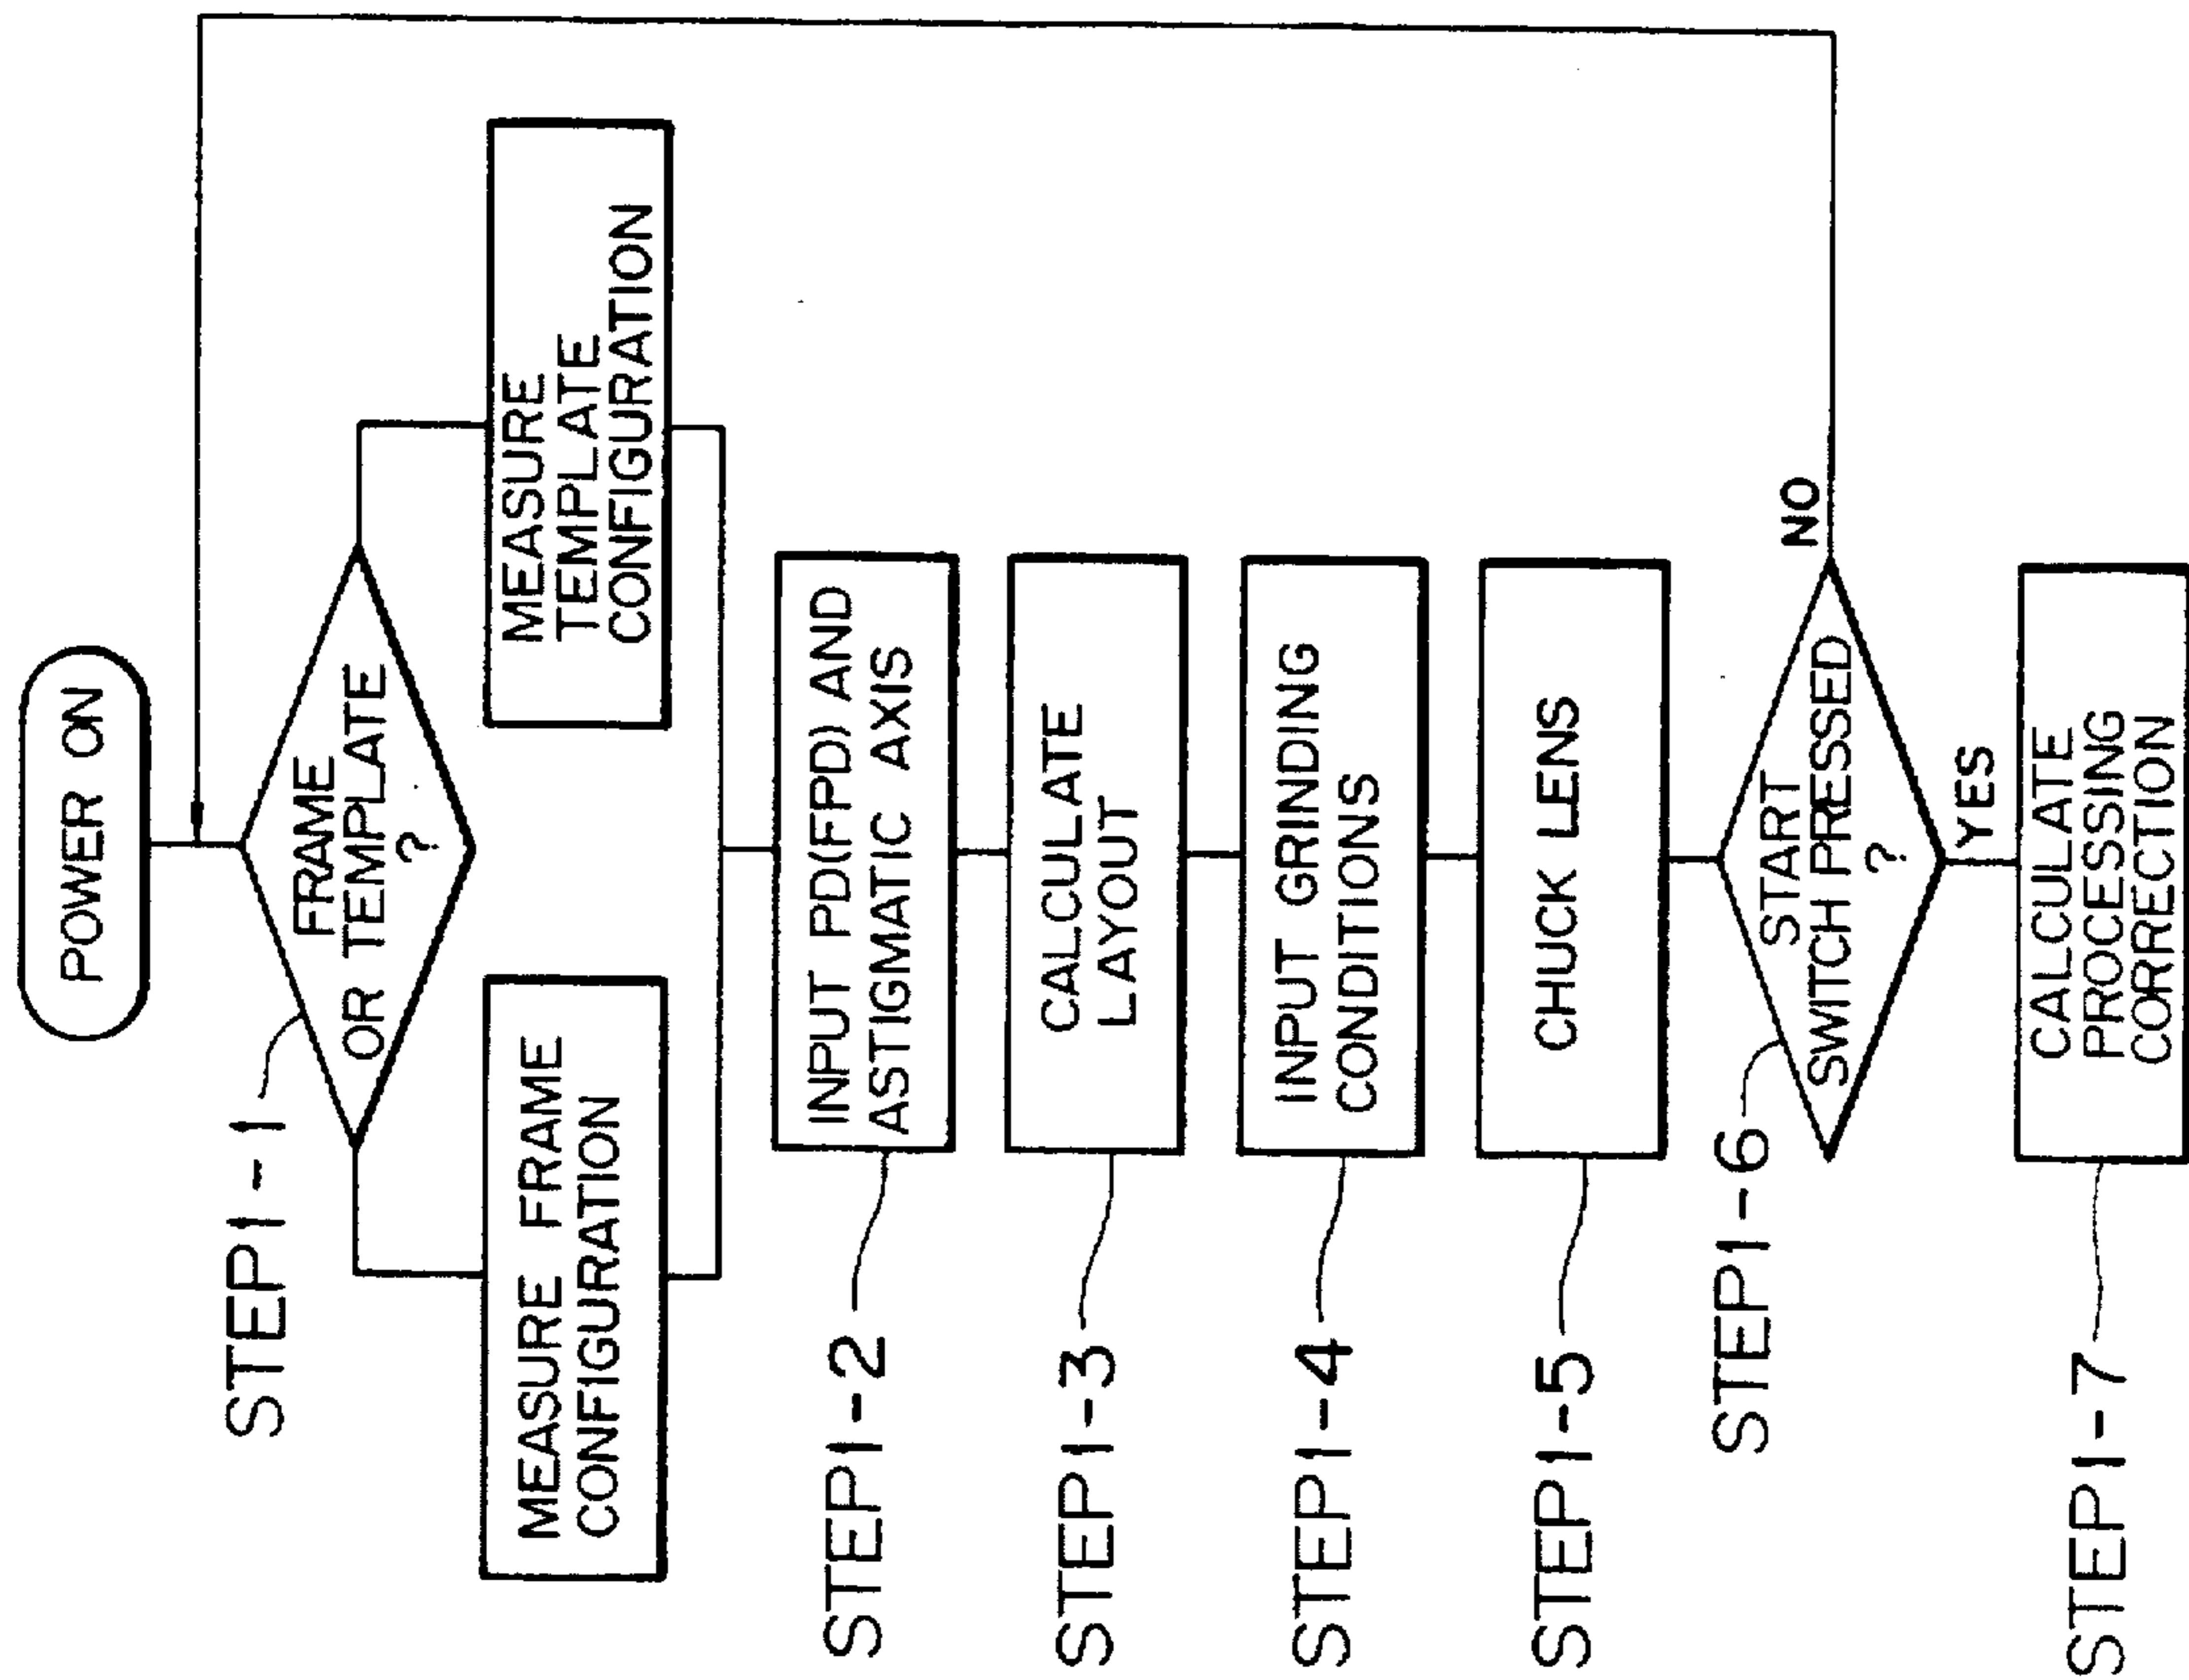 POWER ON
STEP1-1
FRAME
OR TEMPLATE
?
MEASURE FRAME
CONFIGURATION
MEASURE
TEMPLATE
CONFIGURATION
STEP1-2
INPUT PD(FPD) AND
ASTIGMATIC AXIS
STEP1-3
CALCULATE
LAYOUT
STEP1-4
INPUT GRINDING
CONDITIONS
STEP1-5
CHUCK LENS
STEP1-6
START
SWITCH PRESSED
?
NO
YES
STEP1-7
CALCULATE
PROCESSING
CORRECTION